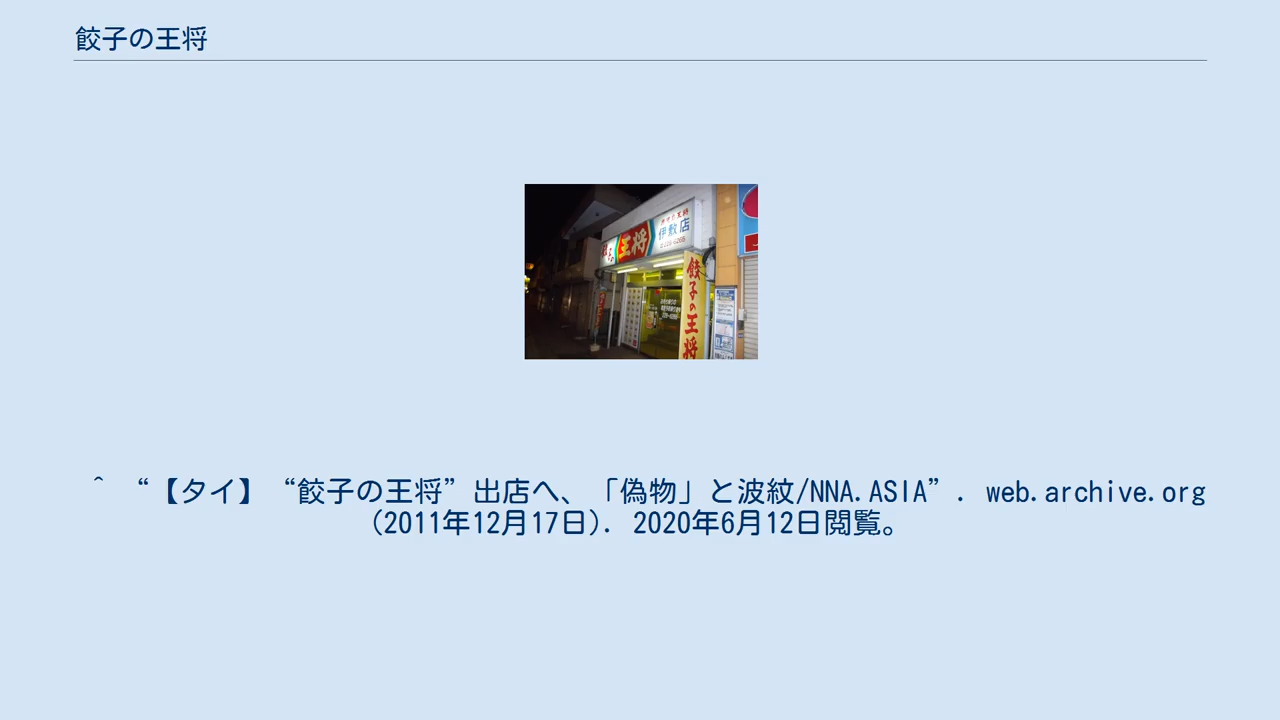 餃子の王将
王将
伊敷店
餃子の王将
^ “【タイ】“餃子の王将”出店へ、「偽物」と波紋/NNA.ASIA”. web.archive.org
(2011年12月17日). 2020年6月12日閲覧。